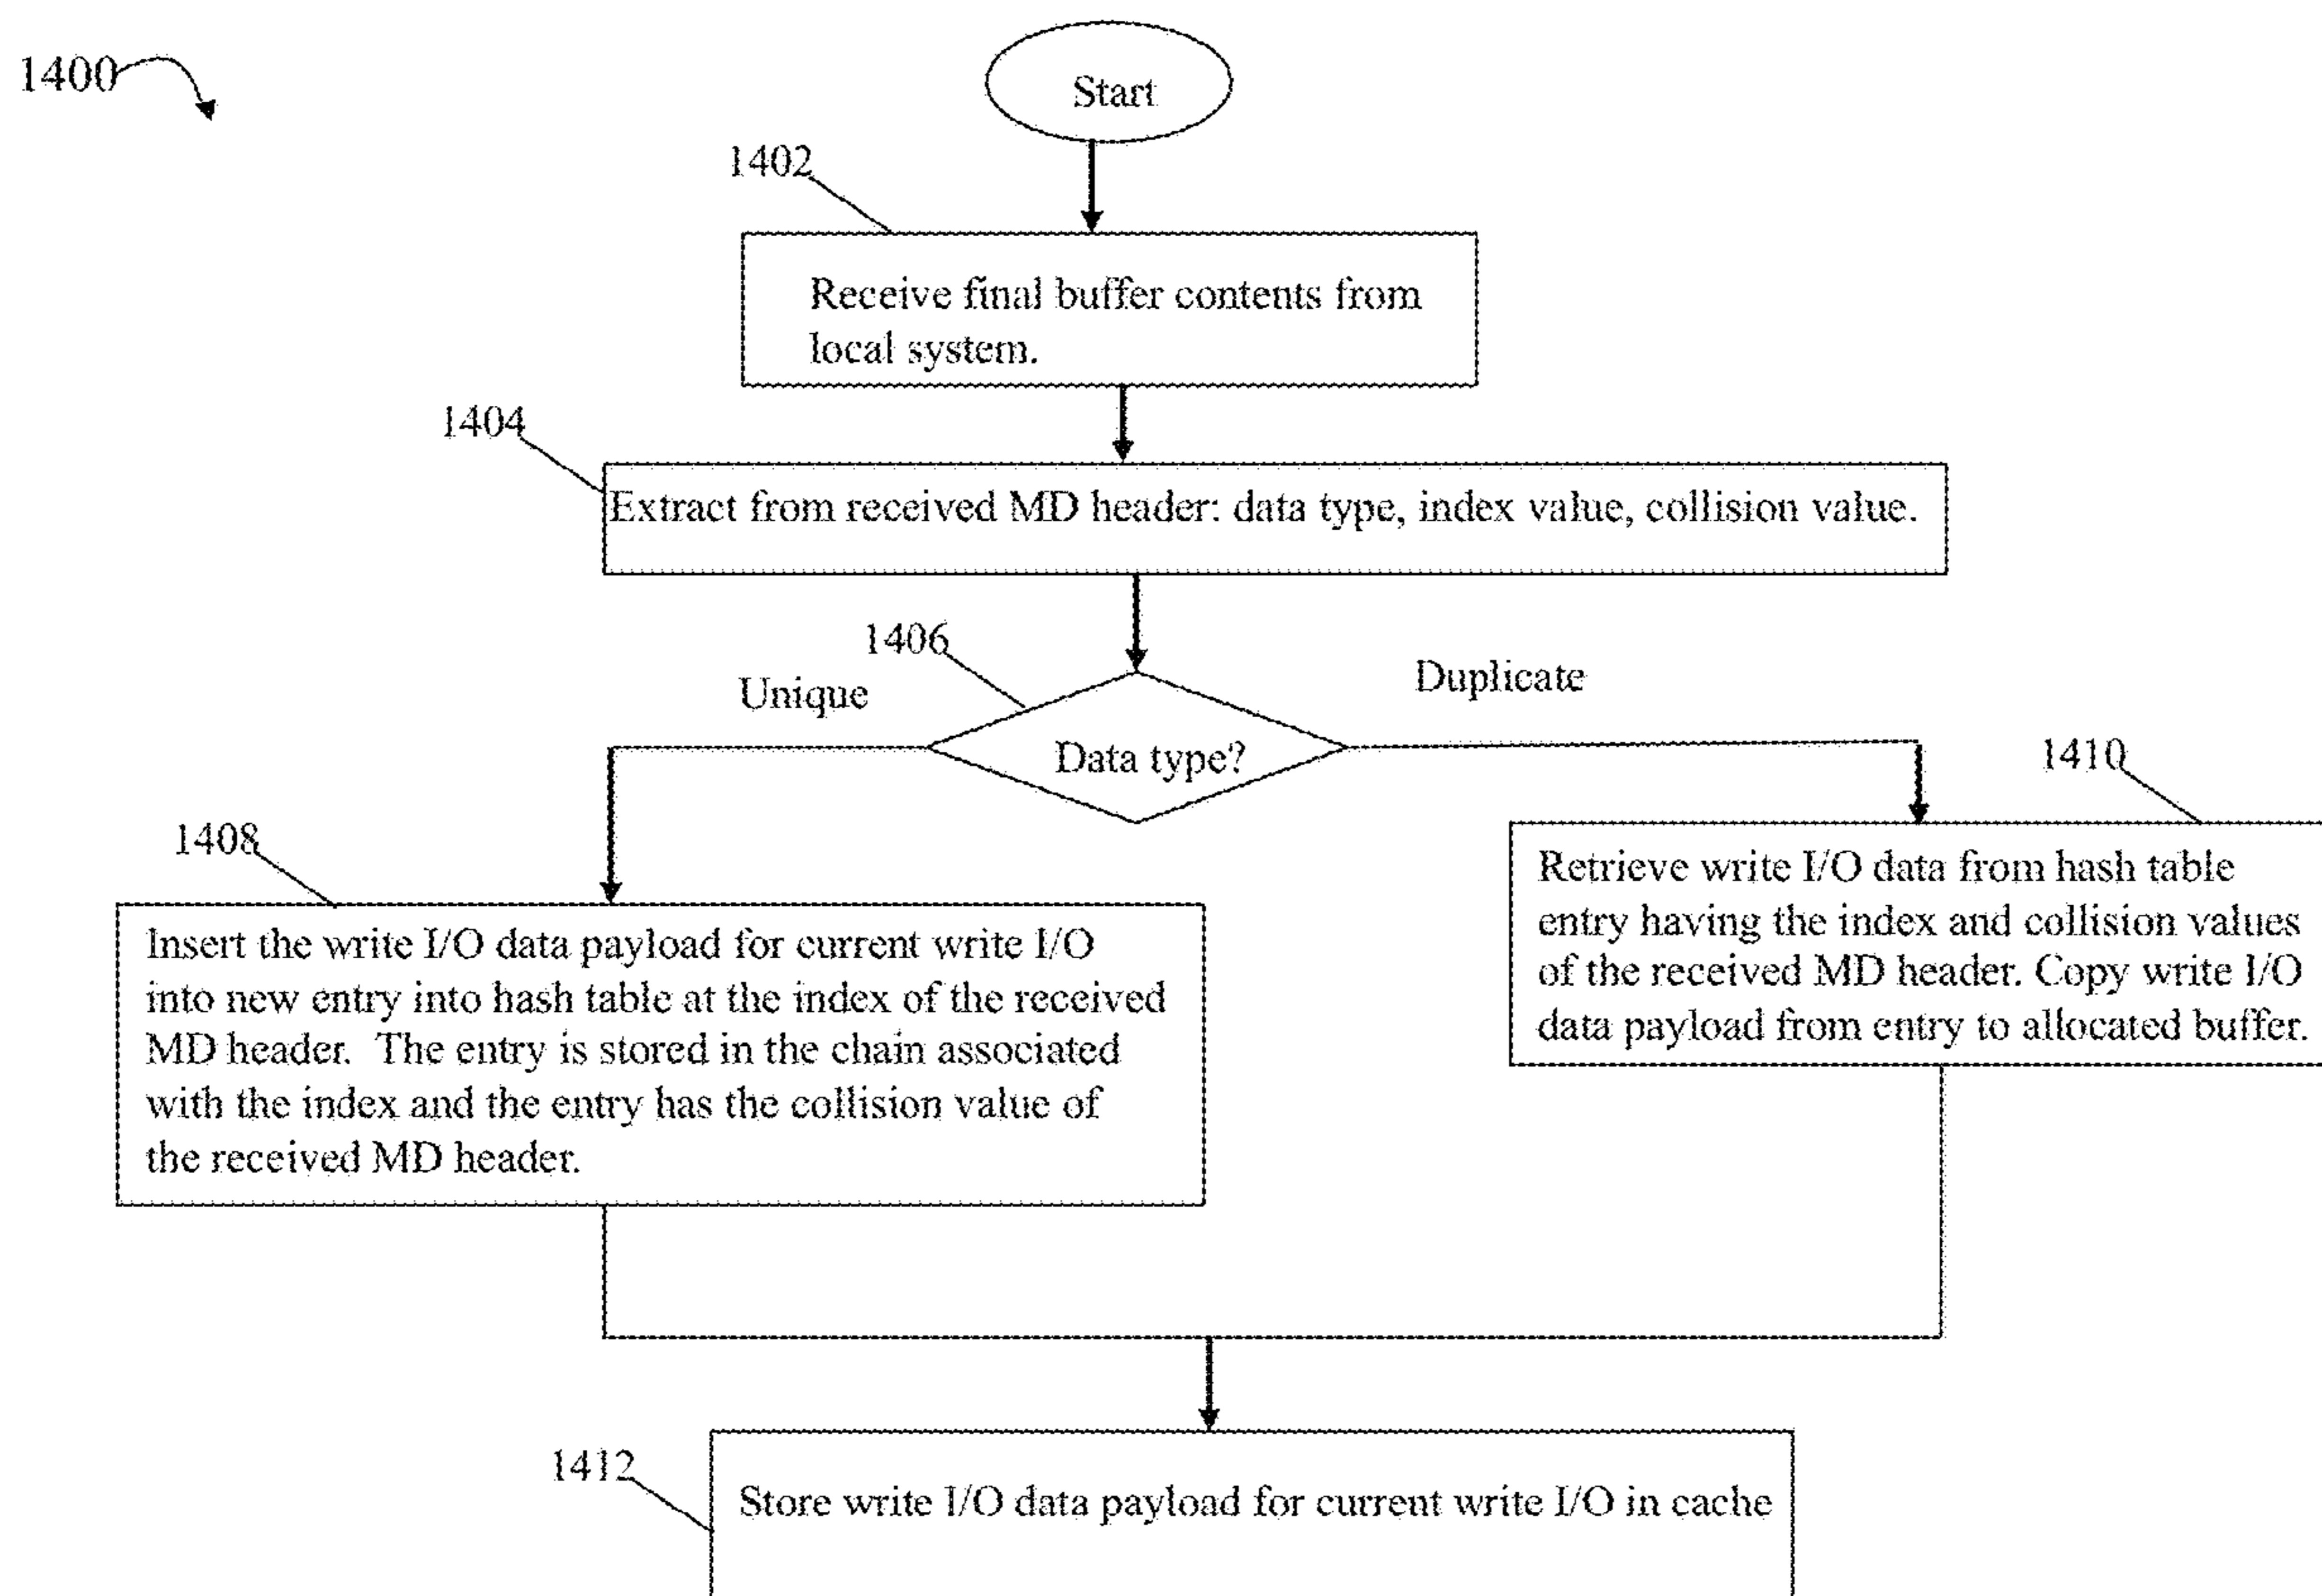 1400
Start
1402
Receive final buffer contents from
local system.
1404
Extract from received MD header: data type, index value, collision value.
1406
Unique
Duplicate
Data type?
1410
1408
Retrieve write I/O data from hash table
entry having the index and collision values
of the received MD header. Copy write I/O
data payload from entry to allocated buffer.
Insert the write I/O data payload for current write I/O
into new entry into hash table at the index of the received
MD header. The entry is stored in the chain associated
with the index and the entry has the collision value of
the received MD header.
1412
Store write I/O data payload for current write I/O in cache